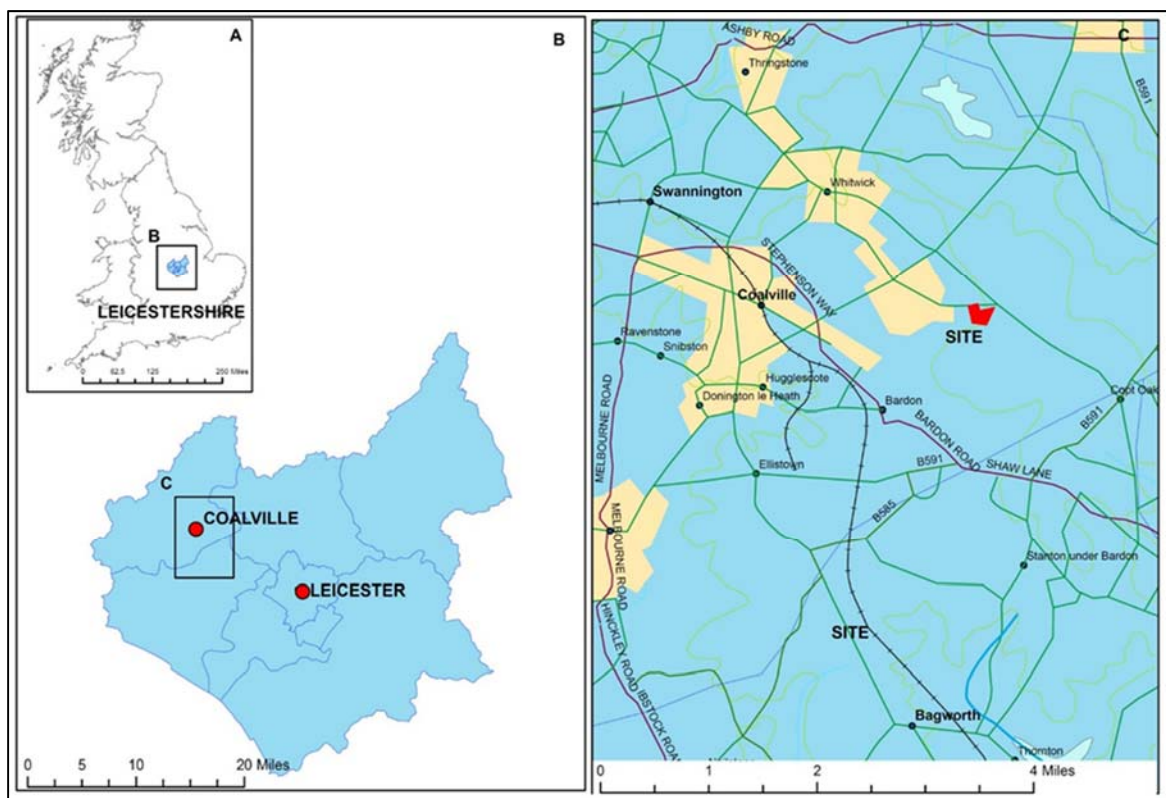 A
B
LEICESTERSHIRE
0 62.5 125 250 Miles
B
C
COALVILLE
LEICESTER
0 5 10 20 Miles
C
ASHBY ROAD
Thringstone
B591
Whitwick
Swannington
STEPHENSON WAY
Coalville
SITE
Ravenstone
Snibston
Hugglescote
Donington le Heath
Bardon
Copt Oak
B591
MELBOURNE ROAD
BARDON ROAD
Ellistown
B591
SHAW LANE
B585
MELBOURNE ROAD
Stanton under Bardon
HINCKLEY ROAD
SITE
IBSTOCK ROAD
Bagworth
Thornton
0 1 2 4 Miles